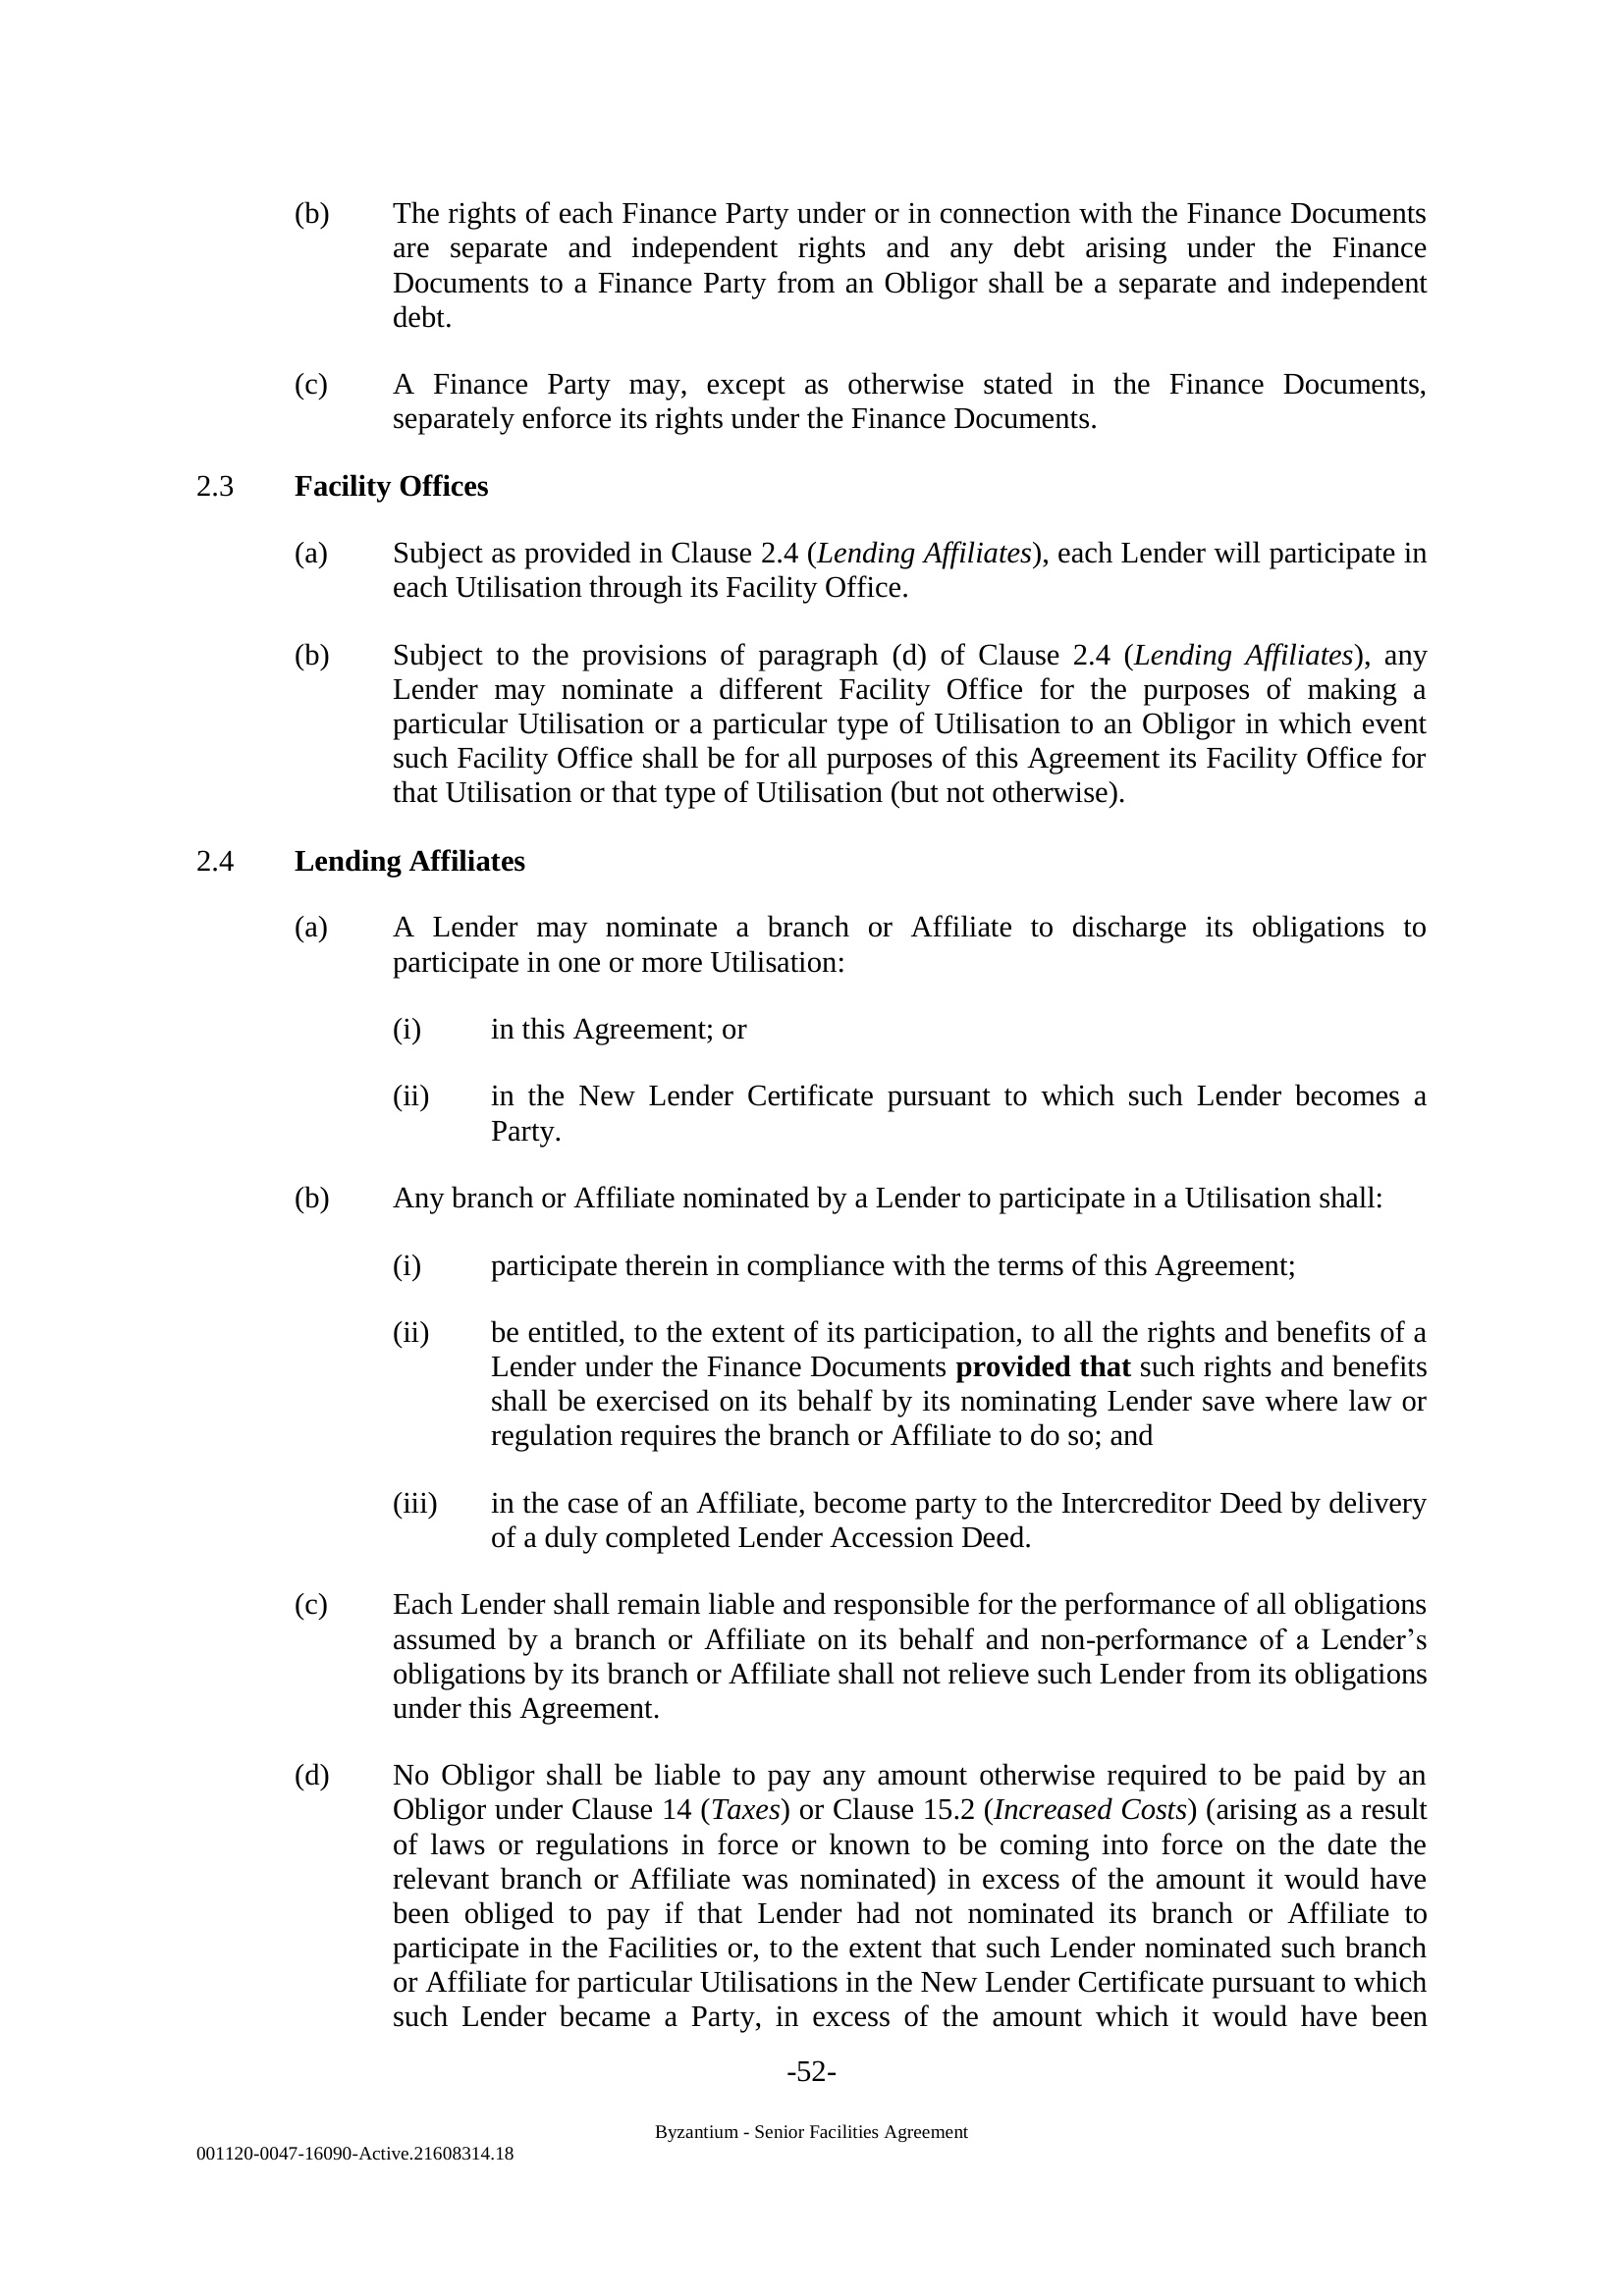 (b) The rights of each Finance Party under or in connection with the Finance Documents
are separate and independent rights and any debt arising under the Finance
Documents to a Finance Party from an Obligor shall be a separate and independent
debt.
(c) A Finance Party may, except as otherwise stated in the Finance Documents,
separately enforce its rights under the Finance Documents.
2.3 Facility Offices
(a) Subject as provided in Clause 2.4 (Lending Affiliates), each Lender will participate in
each Utilisation through its Facility Office.
(b) Subject to the provisions of paragraph (d) of Clause 2.4 (Lending Affiliates), any
Lender may nominate a different Facility Office for the purposes of making a
particular Utilisation or a particular type of Utilisation to an Obligor in which event
such Facility Office shall be for all purposes of this Agreement its Facility Office for
that Utilisation or that type of Utilisation (but not otherwise).
2.4 Lending Affiliates
(a) A Lender may nominate a branch or Affiliate to discharge its obligations to
participate in one or more Utilisation:
(i) in this Agreement; or
(ii) in the New Lender Certificate pursuant to which such Lender becomes a
Party.
(b) Any branch or Affiliate nominated by a Lender to participate in a Utilisation shall:
(i) participate therein in compliance with the terms of this Agreement;
(ii) be entitled, to the extent of its participation, to all the rights and benefits of a
Lender under the Finance Documents provided that such rights and benefits
shall be exercised on its behalf by its nominating Lender save where law or
regulation requires the branch or Affiliate to do so; and
(iii) in the case of an Affiliate, become party to the Intercreditor Deed by delivery
of a duly completed Lender Accession Deed.
(c) Each Lender shall remain liable and responsible for the performance of all obligations
assumed by a branch or Affiliate on its behalf and non-performance of a Lender’s
obligations by its branch or Affiliate shall not relieve such Lender from its obligations
under this Agreement.
(d) No Obligor shall be liable to pay any amount otherwise required to be paid by an
Obligor under Clause 14 (Taxes) or Clause 15.2 (Increased Costs) (arising as a result
of laws or regulations in force or known to be coming into force on the date the
relevant branch or Affiliate was nominated) in excess of the amount it would have
been obliged to pay if that Lender had not nominated its branch or Affiliate to
participate in the Facilities or, to the extent that such Lender nominated such branch
or Affiliate for particular Utilisations in the New Lender Certificate pursuant to which
such Lender became a Party, in excess of the amount which it would have been
-52-
Byzantium - Senior Facilities Agreement
001120-0047-16090-Active.21608314.18